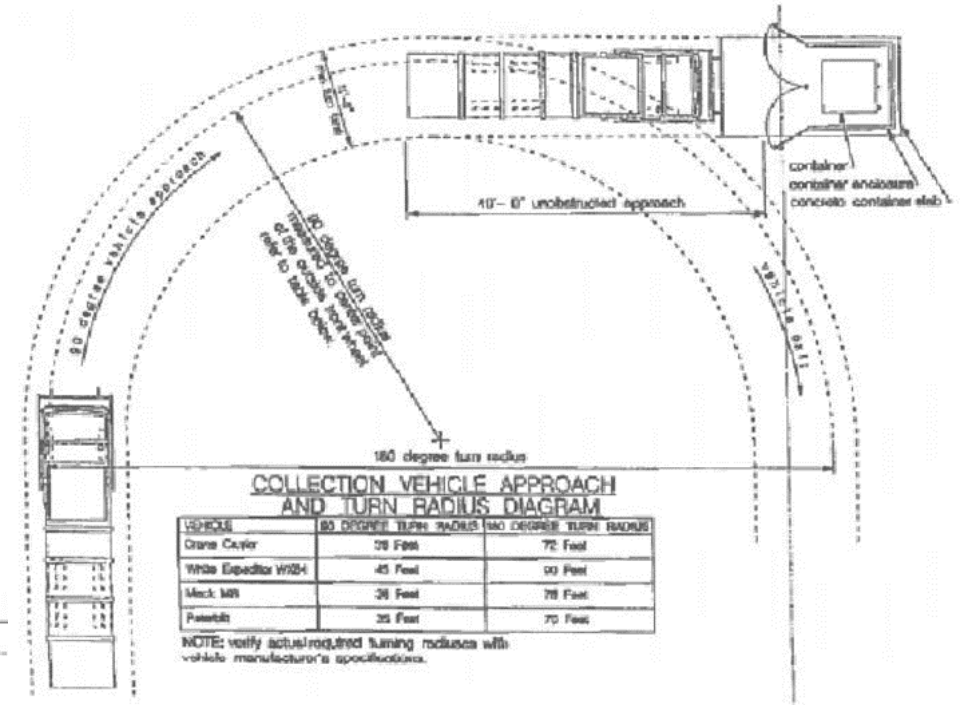 container
container enclosure
concrete container slab
unobstructed approach
90 degree vehicle approach
90 degree turn radius
measured to center point
of the outside front wheel
refer to table
below.
vehicle exit
180 degree turn radius
COLLECTION VEHICLE APPROACH
AND TURN RADIUS DIAGRAM
VEHICLE 90 DEGREE TURN RADIUS 180 DEGREE TURN RADIUS
Crane Carrier Feet 72 Feet
White Expeditor 45 Feet 90 Feet
Mack MR Feet Feet
Peterbilt 35 Feet 70 Feet
NOTE: verify actual required turning radiuses with
vehicle manufacturer's specifications.